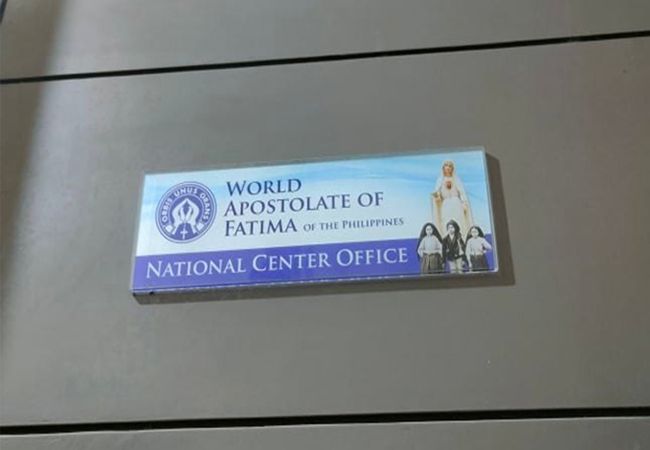 ORBIS UNUS ORANS
WORLD
APOSTOLATE OF
FATIMA OF THE PHILIPPINES
NATIONAL CENTER OFFICE